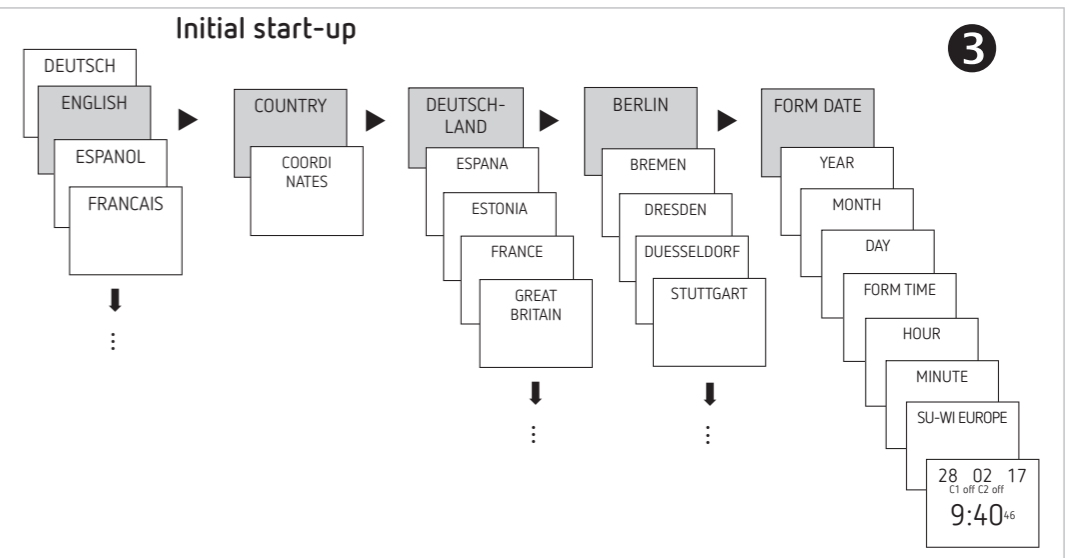 Initial start-up
❸
DEUTSCH
ENGLISH
ESPANOL
FRANCAIS
⋮
COUNTRY
COORDI
NATES
DEUTSCH-
LAND
ESPANA
ESTONIA
FRANCE
GREAT
BRITAIN
⋮
BERLIN
BREMEN
DRESDEN
DUESSELDORF
STUTTGART
⋮
FORM DATE
YEAR
MONTH
DAY
FORM TIME
HOUR
MINUTE
SU-WI EUROPE
28 02 17
C1 off C2 off
9:40 46